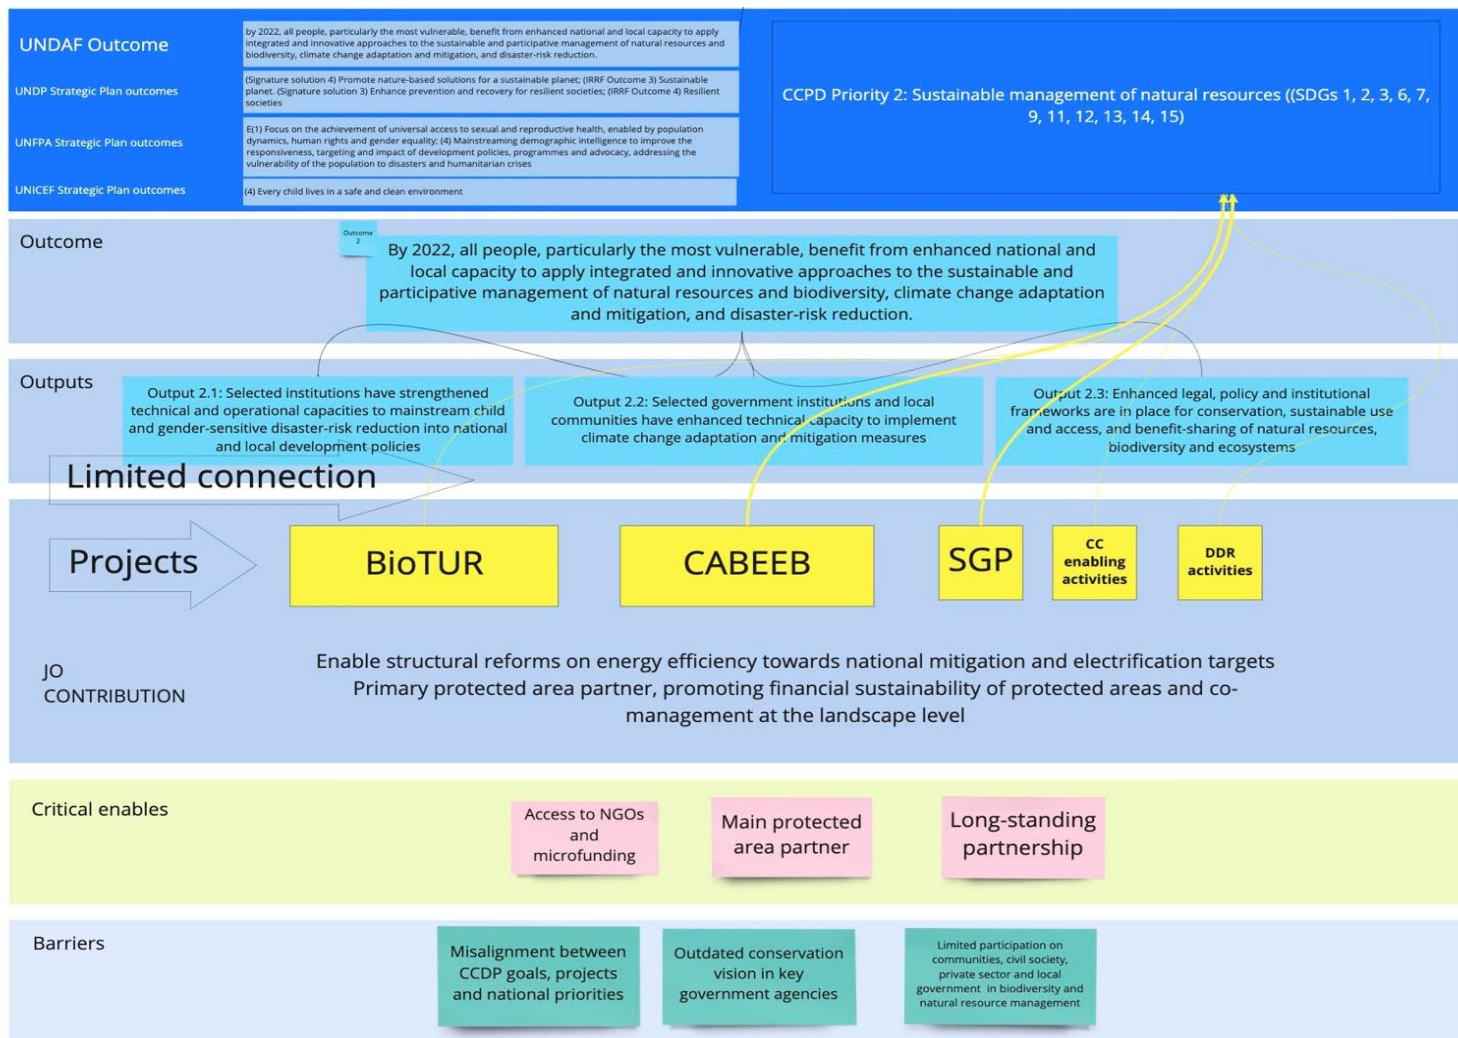 UNDAF Outcome
by 2022, all people, particularly the most vulnerable, benefit from enhanced national and local capacity to apply
integrated and innovative approaches to the sustainable and participative management of natural resources and
biodiversity, climate change adaptation and mitigation, and disaster-risk reduction.
UNDP Strategic Plan outcomes
(Signature solution 4) Promote nature-based solutions for a sustainable planet; (IRRF Outcome 3) Sustainable
planet. (Signature solution 3) Enhance prevention and recovery for resilient societies; (IRRF Outcome 4) Resilient
societies
UNFPA Strategic Plan outcomes
E(1) Focus on the achievement of universal access to sexual and reproductive health, enabled by population
dynamics, human rights and gender equality; (4) Mainstreaming demographic intelligence to improve the
responsiveness, targeting and impact of development policies, programmes and advocacy, addressing the
vulnerability of the population to disasters and humanitarian crises
UNICEF Strategic Plan outcomes
(4) Every child lives in a safe and clean environment
CCPD Priority 2: Sustainable management of natural resources ((SDGs 1, 2, 3, 6, 7,
9, 11, 12, 13, 14, 15)
Outcome
Outcome
2
By 2022, all people, particularly the most vulnerable, benefit from enhanced national and
local capacity to apply integrated and innovative approaches to the sustainable and
participative management of natural resources and biodiversity, climate change adaptation
and mitigation, and disaster-risk reduction.
Outputs
Output 2.1: Selected institutions have strengthened
technical and operational capacities to mainstream child
and gender-sensitive disaster-risk reduction into national
and local development policies
Output 2.2: Selected government institutions and local
communities have enhanced technical capacity to implement
climate change adaptation and mitigation measures
Output 2.3: Enhanced legal, policy and institutional
frameworks are in place for conservation, sustainable use
and access, and benefit-sharing of natural resources,
biodiversity and ecosystems
Limited connection
Projects
BioTUR
CABEEB
SGP
CC
enabling
activities
DDR
activities
JO
CONTRIBUTION
Enable structural reforms on energy efficiency towards national mitigation and electrification targets
Primary protected area partner, promoting financial sustainability of protected areas and co-
management at the landscape level
Critical enables
Access to NGOs
and
microfunding
Main protected
area partner
Long-standing
partnership
Barriers
Misalignment between
CCDP goals, projects
and national priorities
Outdated conservation
vision in key
government agencies
Limited participation on
communities, civil society,
private sector and local
government in biodiversity and
natural resource management